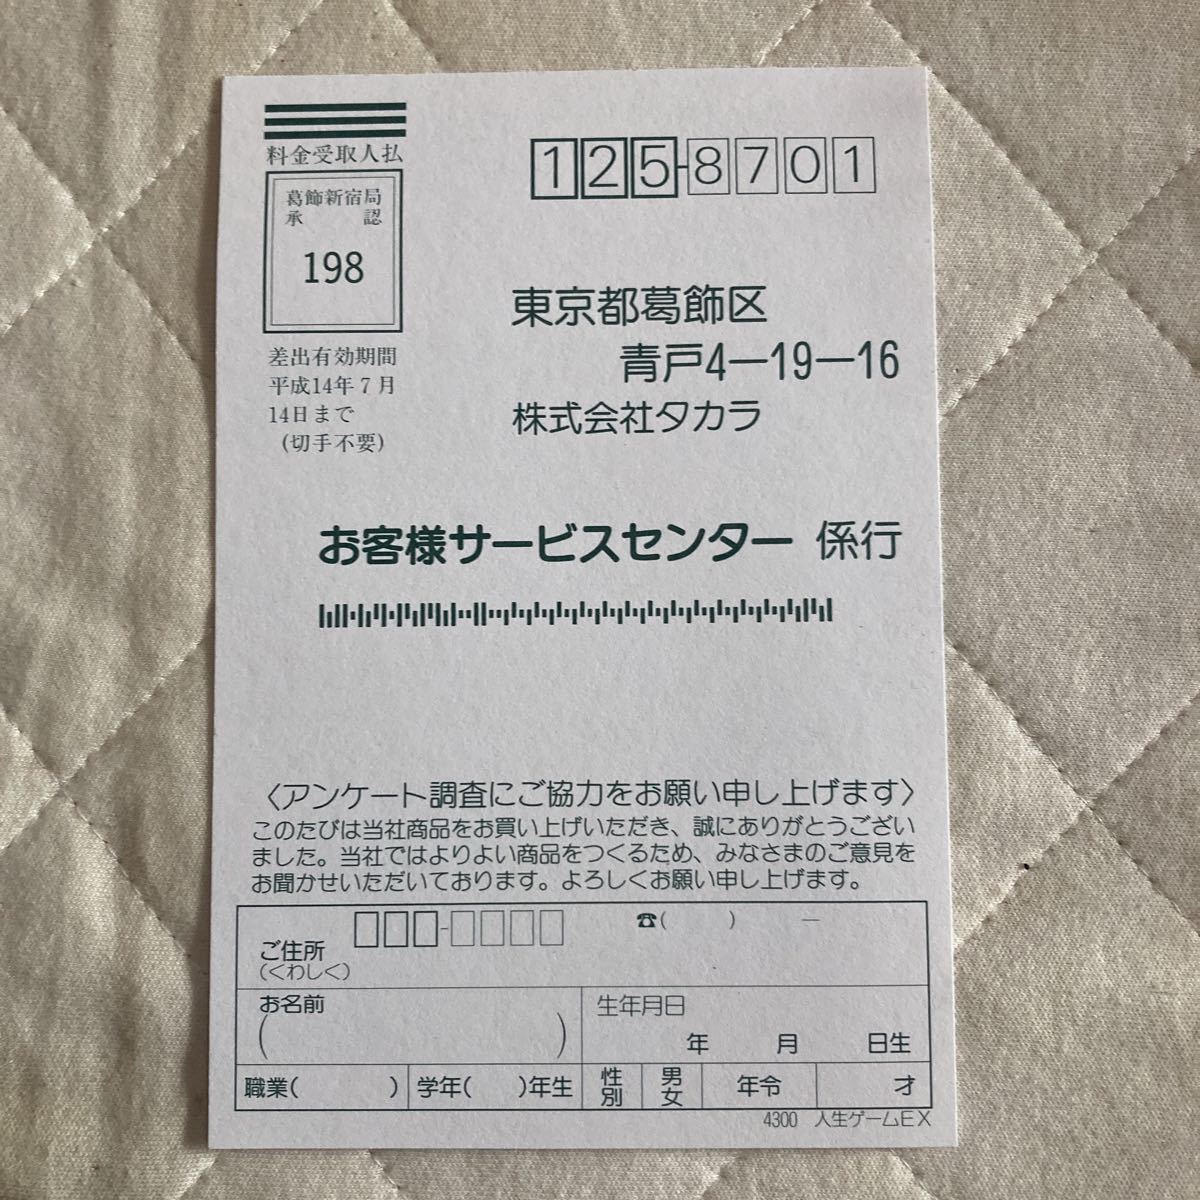 料金受取人払
葛飾新宿局
承　認
198
差出有効期間
平成14年7月
14日まで
(切手不要)
125-8701
東京都葛飾区
青戸4－19－16
株式会社タカラ
お客様サービスセンター 係行
〈アンケート調査にご協力をお願い申し上げます〉
このたびは当社商品をお買い上げいただき、誠にありがとうござい
ました。当社ではよりよい商品をつくるため、みなさまのご意見を
お聞かせいただいております。よろしくお願い申し上げます。
ご住所
(くわしく)
☎(　　)　　－
お名前
(　　　　)
生年月日
年　　月　　日生
職業(　　)
学年(　　)年生
性別
男女
年令
才
4300　人生ゲームEX